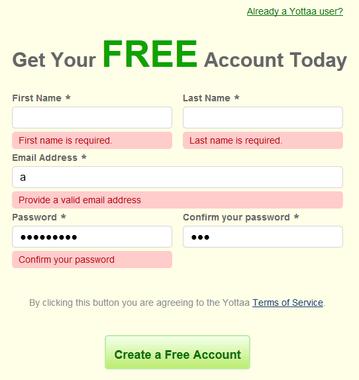 Already a Yottaa user?
Get Your FREE Account Today
First Name * Last Name *
First name is required. Last name is required.
Email Address *
a
Provide a valid email address
Password * Confirm your password *
●●●●●●●●● ●●●
Confirm your password
By clicking this button you are agreeing to the Yottaa Terms of Service.
Create a Free Account